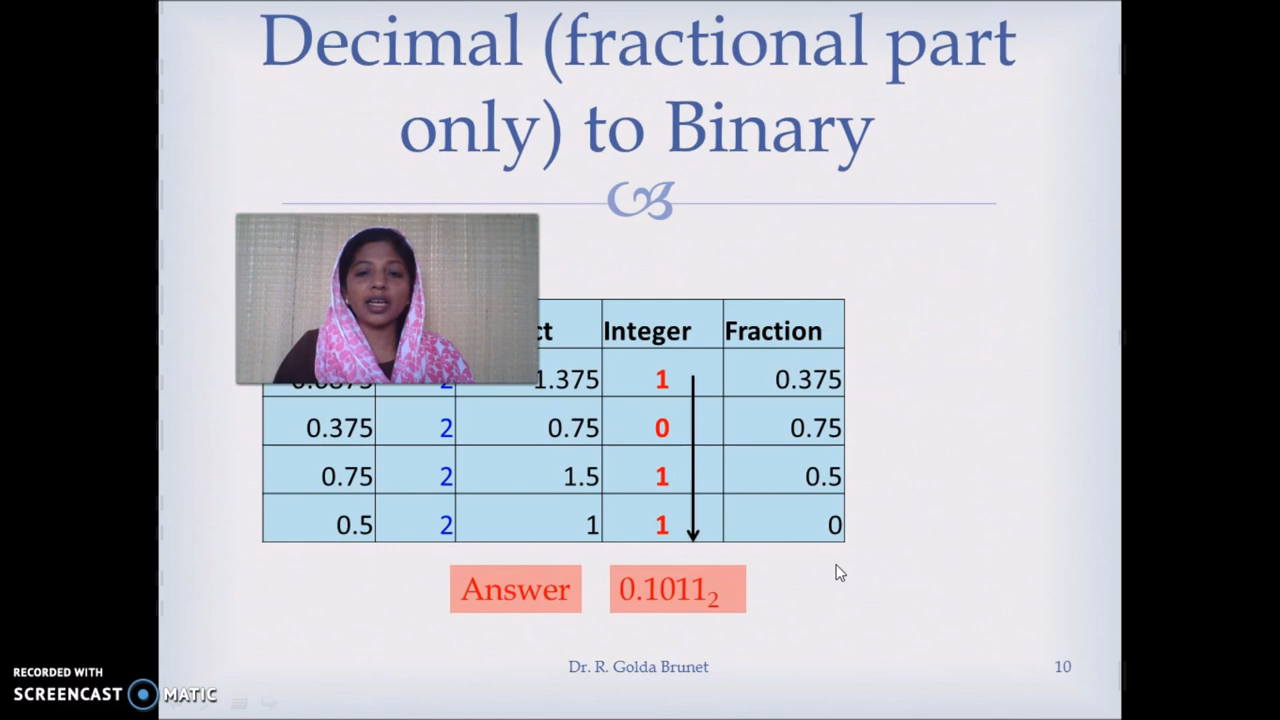 Decimal (fractional part
only) to Binary
Integer Fraction
2 1.375 1 0.375
0.375 2 0.75 0 0.75
0.75 2 1.5 1 0.5
0.5 2 1 1 0
Answer 0.1011₂
Dr. R. Golda Brunet 10
RECORDED WITH
SCREENCAST MATIC